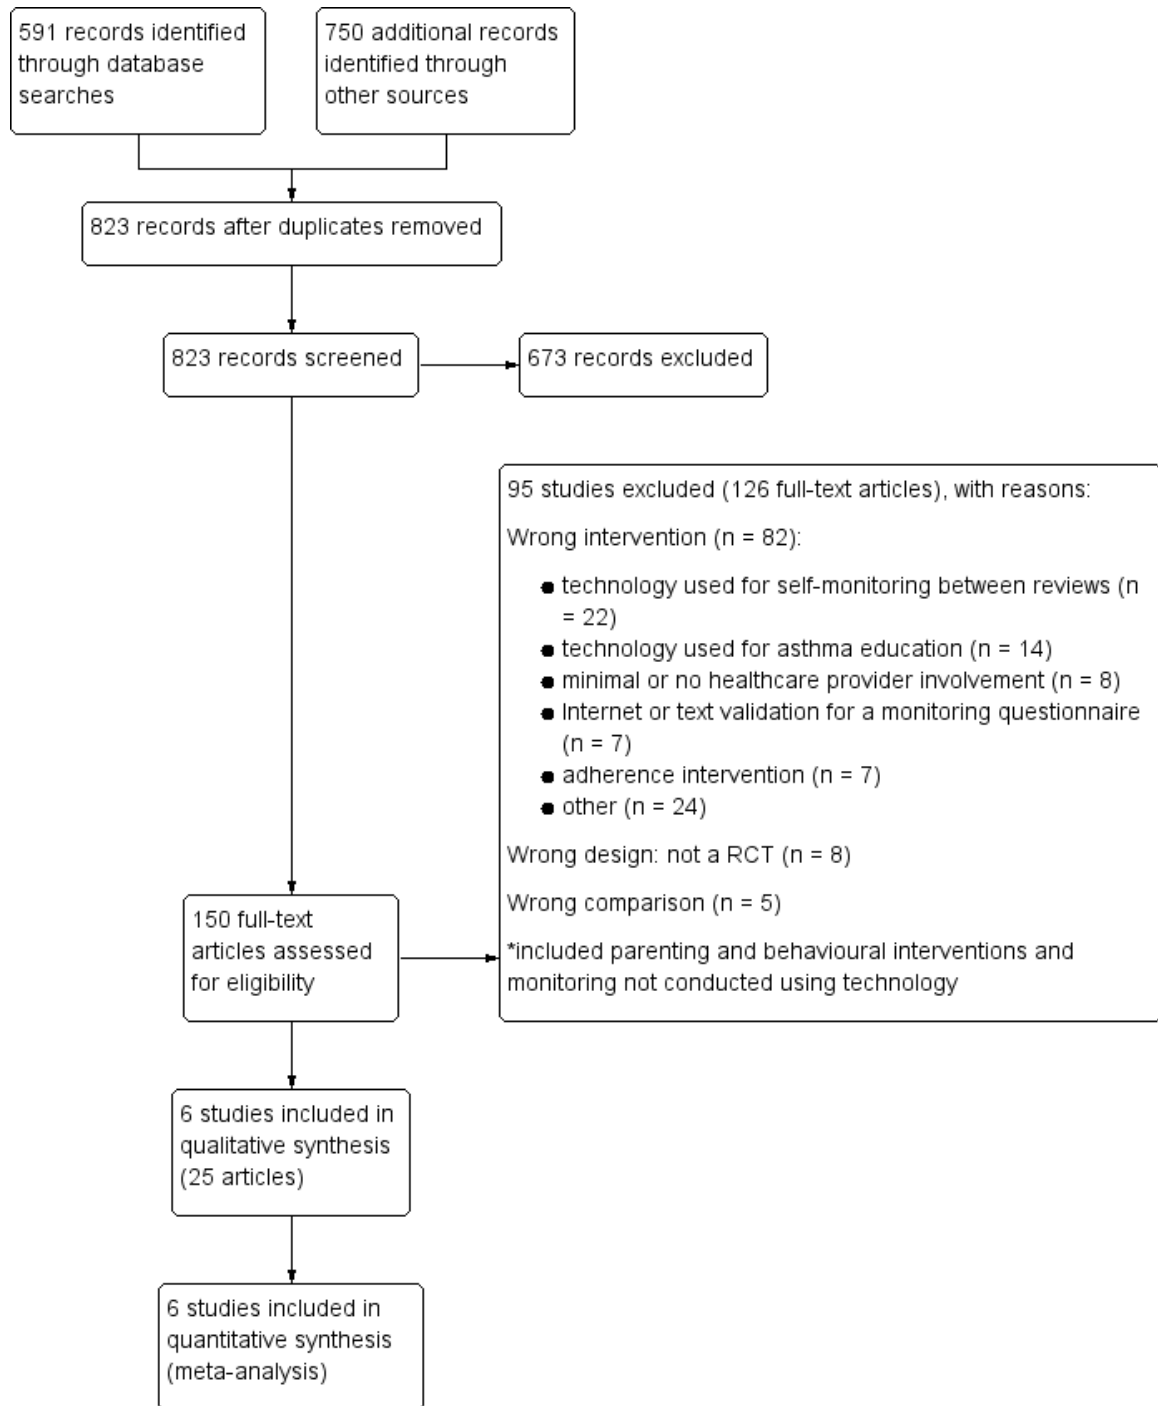 591 records identified
through database
searches
750 additional records
identified through
other sources
823 records after duplicates removed
823 records screened
673 records excluded
95 studies excluded (126 full-text articles), with reasons:
Wrong intervention (n = 82):
● technology used for self-monitoring between reviews (n
= 22)
● technology used for asthma education (n = 14)
● minimal or no healthcare provider involvement (n = 8)
● Internet or text validation for a monitoring questionnaire
(n = 7)
● adherence intervention (n = 7)
● other (n = 24)
Wrong design: not a RCT (n = 8)
Wrong comparison (n = 5)
*included parenting and behavioural interventions and
monitoring not conducted using technology
150 full-text
articles assessed
for eligibility
6 studies included in
qualitative synthesis
(25 articles)
6 studies included in
quantitative synthesis
(meta-analysis)